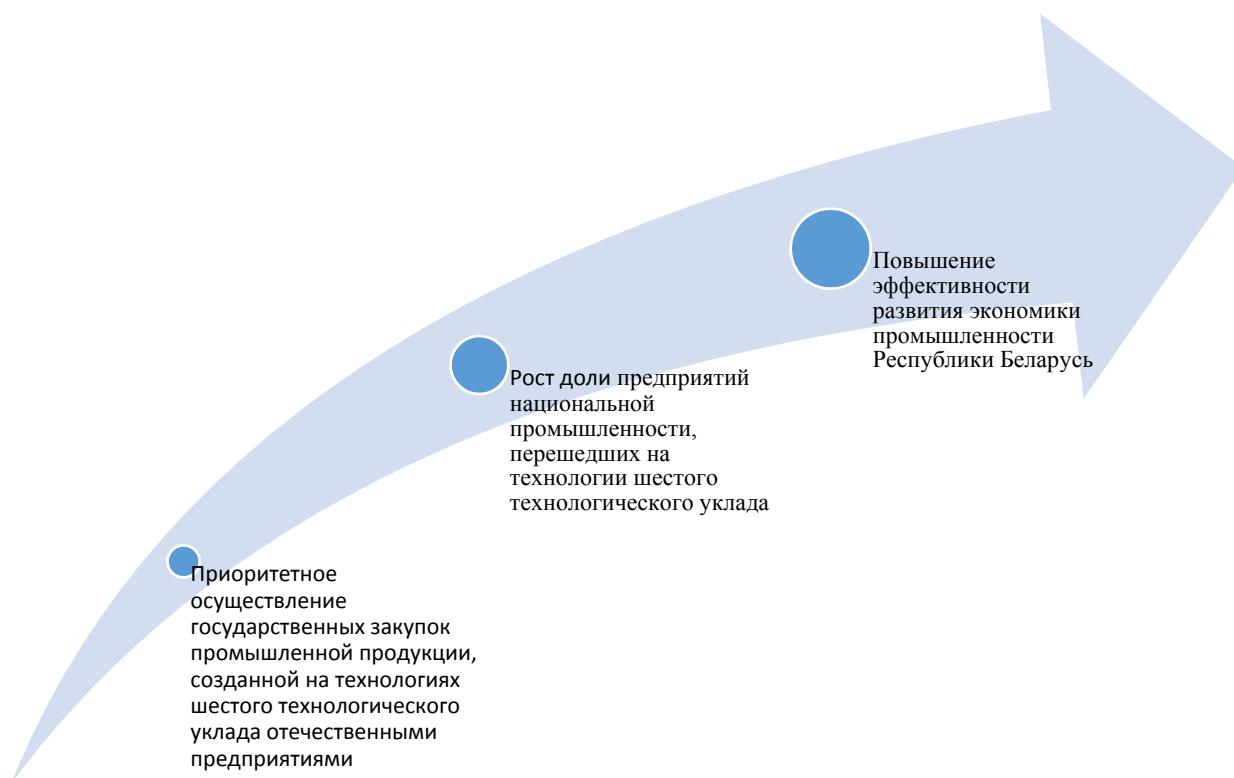 Повышение
эффективности
развития экономики
промышленности
Республики Беларусь
Рост доли предприятий
национальной
промышленности,
перешедших на
технологии шестого
технологического уклада
Приоритетное
осуществление
государственных закупок
промышленной продукции,
созданной на технологиях
шестого технологического
уклада отечественными
предприятиями